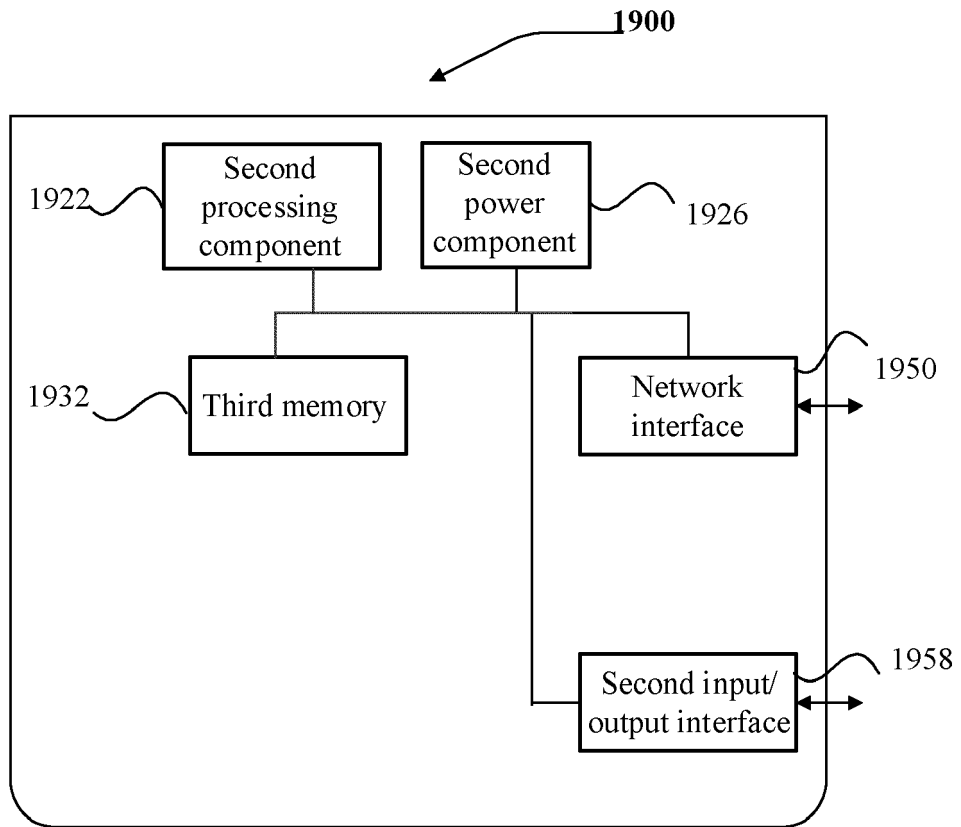 1900
Second
processing
component
1922
Second
power
component
1926
1932
Third memory
Network
interface
1950
Second input/
output interface
1958